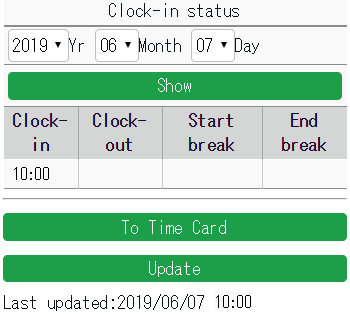 Clock-in status
2019 Yr 06 Month 07 Day
Show
Clock-in Clock-out Start break End break
10:00
To Time Card
Update
Last updated:2019/06/07 10:00